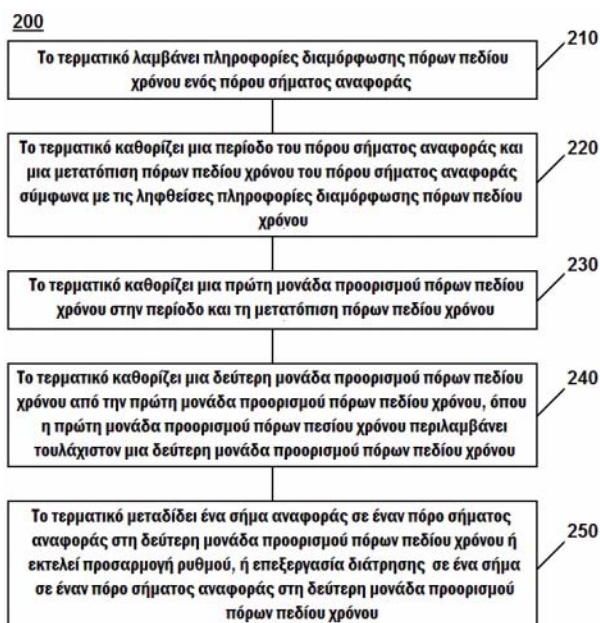 200
210
Το τερματικό λαμβάνει πληροφορίες διαμόρφωσης πόρων πεδίου
χρόνου ενός πόρου σήματος αναφοράς
220
Το τερματικό καθορίζει μια περίοδο του πόρου σήματος αναφοράς και
μια μετατόπιση πόρων πεδίου χρόνου του πόρου σήματος αναφοράς
σύμφωνα με τις ληφθείσες πληροφορίες διαμόρφωσης πόρων πεδίου
χρόνου
230
Το τερματικό καθορίζει μια πρώτη μονάδα προορισμού πόρων πεδίου
χρόνου στην περίοδο και τη μετατόπιση πόρων πεδίου χρόνου.
240
Το τερματικό καθορίζει μια δεύτερη μονάδα προορισμού πόρων πεδίου
χρόνου από την πρώτη μονάδα προορισμού πόρων πεδίου χρόνου, όπου
η πρώτη μονάδα προορισμού πόρων πεσίου χρόνου περιλαμβάνει
τουλάχιστον μια δεύτερη μονάδα προορισμού πόρων πεδίου χρόνου
250
Το τερματικό μεταδίδει ένα σήμα αναφοράς σε έναν πόρο σήματος
αναφοράς στη δεύτερη μονάδα προορισμού πόρων πεδίου χρόνου ή
εκτελεί προσαρμογή ρυθμού, ή επεξεργασία διάτρησης σε ένα σήμα
σε έναν πόρο σήματος αναφοράς στη δεύτερη μονάδα προορισμού
πόρων πεδίου χρόνου